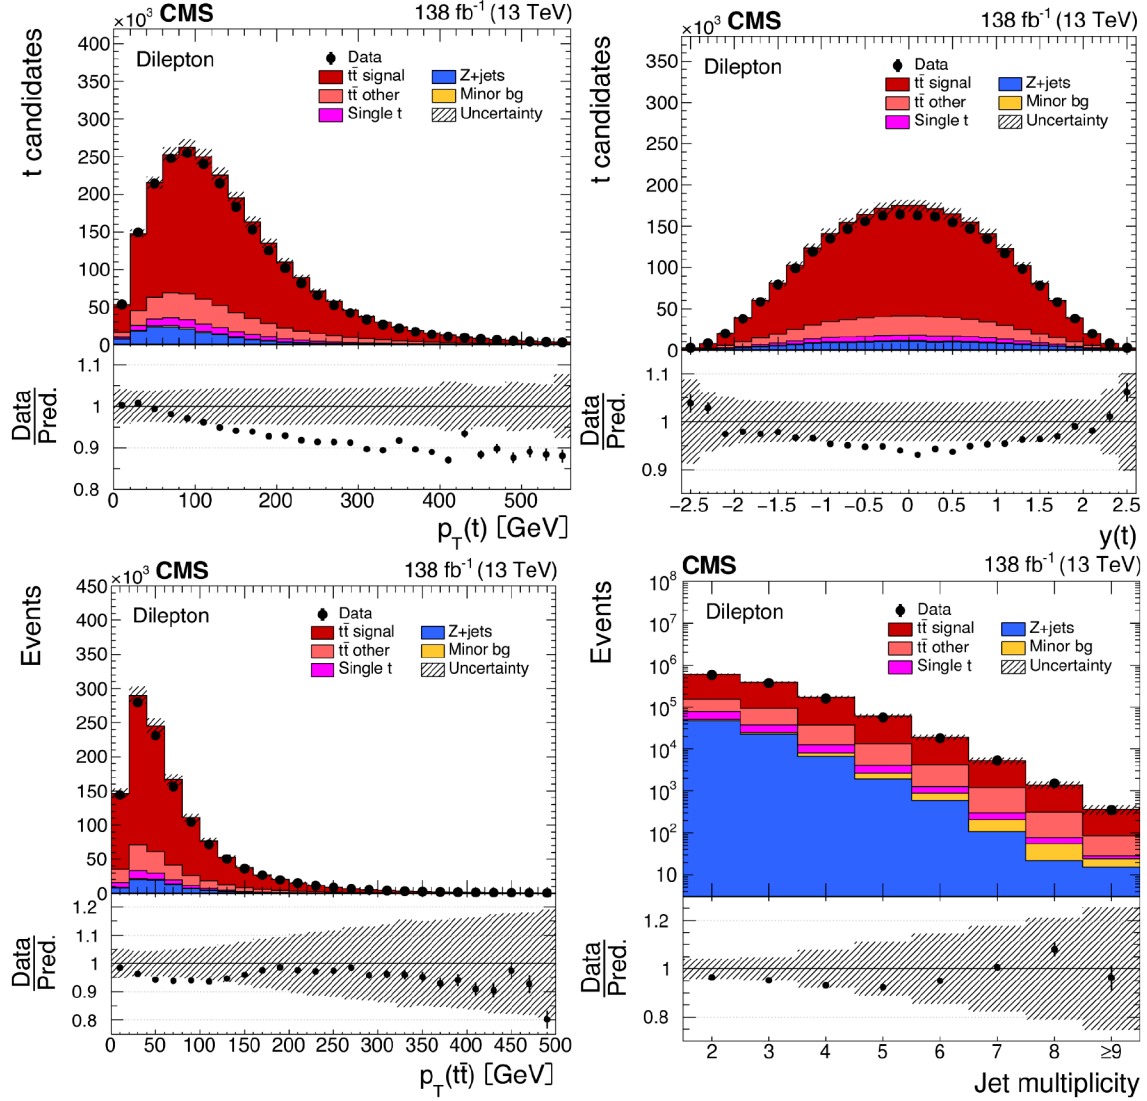 ×10³ CMS 138 fb⁻¹ (13 TeV)
t candidates
400
350
300
250
200
150
100
50
0
Dilepton
Data
tt̄ signal
tt̄ other
Single t
Z+jets
Minor bg
Uncertainty
Data
Pred.
1.1
1
0.9
0.8
0 100 200 300 400 500
p_T(t) [GeV]
×10³ CMS 138 fb⁻¹ (13 TeV)
t candidates
350
300
250
200
150
100
50
0
Dilepton
Data
tt̄ signal
tt̄ other
Single t
Z+jets
Minor bg
Uncertainty
Data
Pred.
1.1
1
0.9
−2.5 −2 −1.5 −1 −0.5 0 0.5 1 1.5 2 2.5
y(t)
×10³ CMS 138 fb⁻¹ (13 TeV)
Events
450
400
350
300
250
200
150
100
50
0
Dilepton
Data
tt̄ signal
tt̄ other
Single t
Z+jets
Minor bg
Uncertainty
Data
Pred.
1.2
1.1
1
0.9
0.8
0 50 100 150 200 250 300 350 400 450 500
p_T(tt̄) [GeV]
CMS 138 fb⁻¹ (13 TeV)
Events
10⁸
10⁷
10⁶
10⁵
10⁴
10³
10²
10
Dilepton
Data
tt̄ signal
tt̄ other
Single t
Z+jets
Minor bg
Uncertainty
Data
Pred.
1.2
1
0.8
2 3 4 5 6 7 8 ≥9
Jet multiplicity